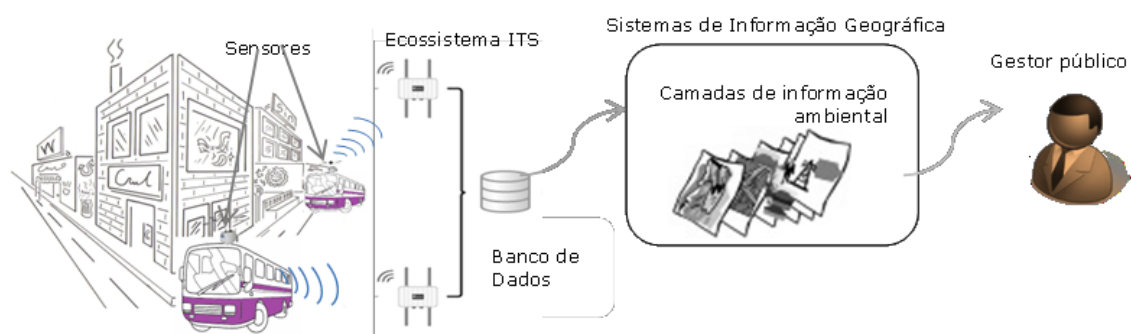 Sensores
Ecossistema ITS
Sistemas de Informação Geográfica
Gestor público
Camadas de informação
ambiental
Banco de
Dados